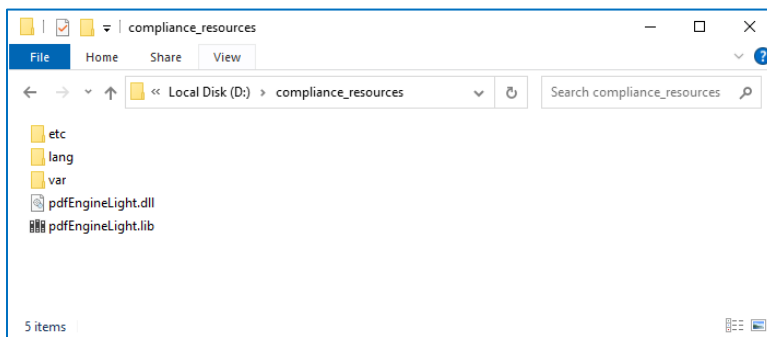 compliance_resources
File Home Share View
« Local Disk (D:) › compliance_resources Search compliance_resources
etc
lang
var
pdfEngineLight.dll
pdfEngineLight.lib
5 items